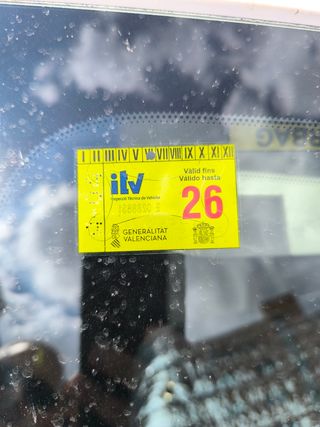 I II III IV V VI VII VIII IX X XI XII
itv
Inspecció Tècnica de Vehicles
Vàlid fins
Válido hasta
26
GENERALITAT
VALENCIANA